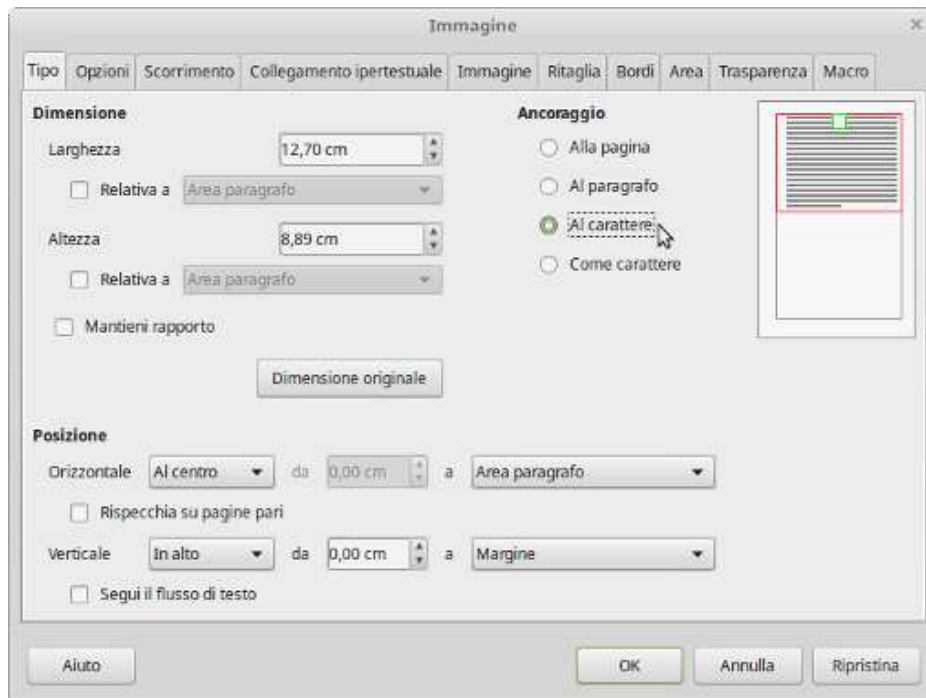 Immagine
Tipo Opzioni Scorrimento Collegamento ipertestuale Immagine Ritaglia Bordi Area Trasparenza Macro
Dimensione
Larghezza 12,70 cm
Relativa a Area paragrafo
Altezza 8,89 cm
Relativa a Area paragrafo
Mantieni rapporto
Dimensione originale
Ancoraggio
Alla pagina
Al paragrafo
Al carattere
Come carattere
Posizione
Orizzontale Al centro da 0,00 cm a Area paragrafo
Rispecchia su pagine pari
Verticale In alto da 0,00 cm a Margine
Segui il flusso di testo
Aiuto OK Annulla Ripristina